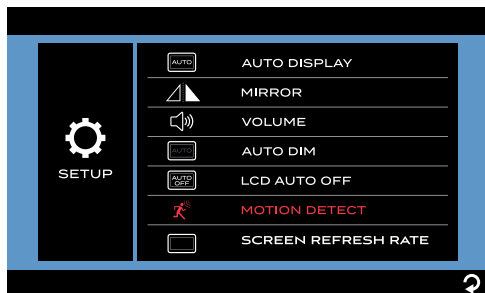 AUTO AUTO DISPLAY
MIRROR
VOLUME
AUTO AUTO DIM
SETUP
AUTO OFF LCD AUTO OFF
MOTION DETECT
SCREEN REFRESH RATE